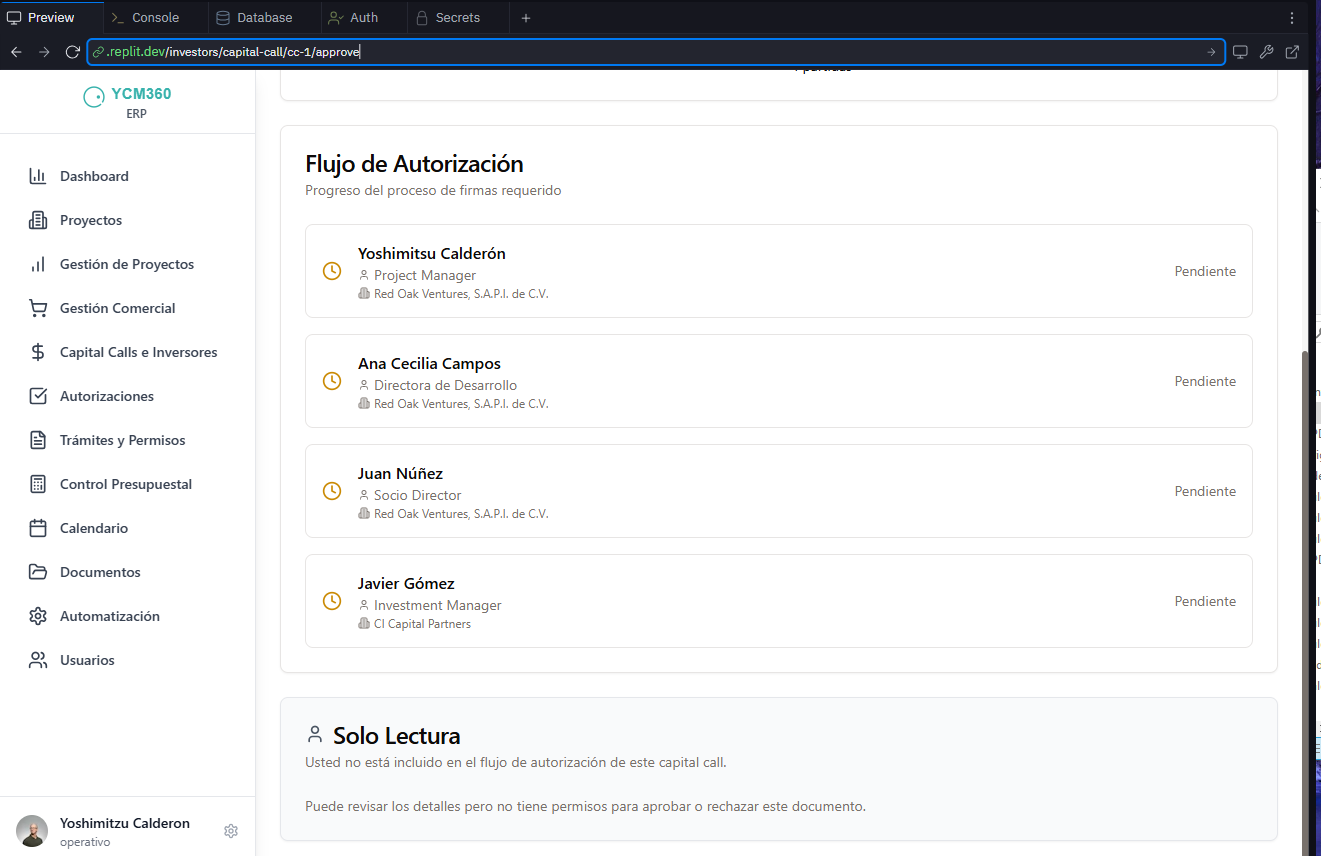 Preview
Console
Database
Auth
Secrets
.replit.dev/investors/capital-call/cc-1/approve
YCM360
ERP
Dashboard
Proyectos
Gestión de Proyectos
Gestión Comercial
Capital Calls e Inversores
Autorizaciones
Trámites y Permisos
Control Presupuestal
Calendario
Documentos
Automatización
Usuarios
Yoshimitzu Calderon
operativo
Flujo de Autorización
Progreso del proceso de firmas requerido
Yoshimitsu Calderón
Project Manager
Red Oak Ventures, S.A.P.I. de C.V.
Pendiente
Ana Cecilia Campos
Directora de Desarrollo
Red Oak Ventures, S.A.P.I. de C.V.
Pendiente
Juan Núñez
Socio Director
Red Oak Ventures, S.A.P.I. de C.V.
Pendiente
Javier Gómez
Investment Manager
CI Capital Partners
Pendiente
Solo Lectura
Usted no está incluido en el flujo de autorización de este capital call.
Puede revisar los detalles pero no tiene permisos para aprobar o rechazar este documento.